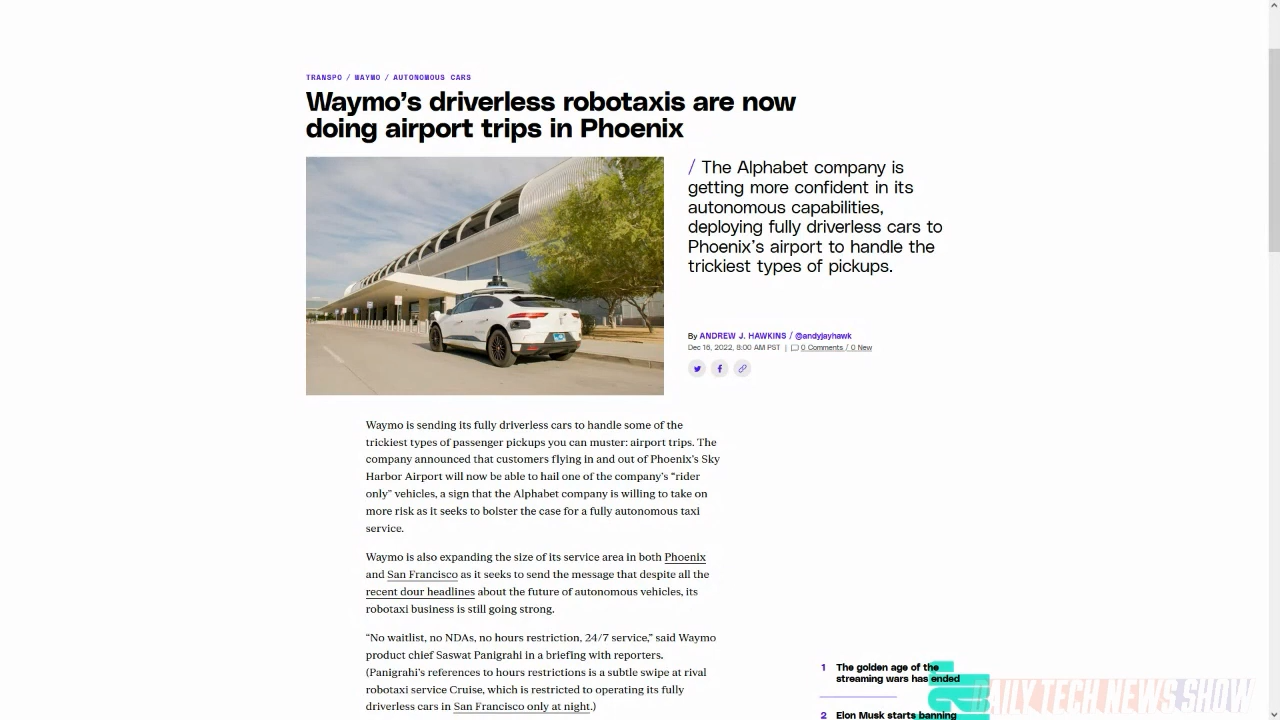 TRANSPO / WAYMO / AUTONOMOUS CARS
Waymo’s driverless robotaxis are now
doing airport trips in Phoenix
/ The Alphabet company is
getting more confident in its
autonomous capabilities,
deploying fully driverless cars to
Phoenix’s airport to handle the
trickiest types of pickups.
By ANDREW J. HAWKINS / @andyjayhawk
Dec 16, 2022, 8:00 AM PST | 0 Comments / 0 New
Waymo is sending its fully driverless cars to handle some of the
trickiest types of passenger pickups you can muster: airport trips. The
company announced that customers flying in and out of Phoenix’s Sky
Harbor Airport will now be able to hail one of the company’s “rider
only” vehicles, a sign that the Alphabet company is willing to take on
more risk as it seeks to bolster the case for a fully autonomous taxi
service.
Waymo is also expanding the size of its service area in both Phoenix
and San Francisco as it seeks to send the message that despite all the
recent dour headlines about the future of autonomous vehicles, its
robotaxi business is still going strong.
“No waitlist, no NDAs, no hours restriction, 24/7 service,” said Waymo
product chief Saswat Panigrahi in a briefing with reporters.
(Panigrahi’s references to hours restrictions is a subtle swipe at rival
robotaxi service Cruise, which is restricted to operating its fully
driverless cars in San Francisco only at night.)
1 The golden age of the
streaming wars has ended
2 Elon Musk starts banning
DAILY TECH NEWS SHOW